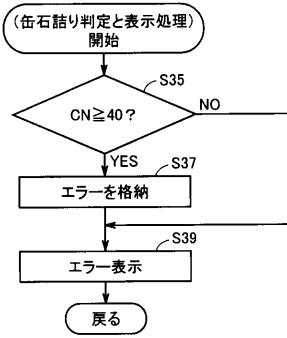 (缶石詰り判定と表示処理)
開始
S35
CN≧40?
NO
YES
S37
エラーを格納
S39
エラー表示
戻る